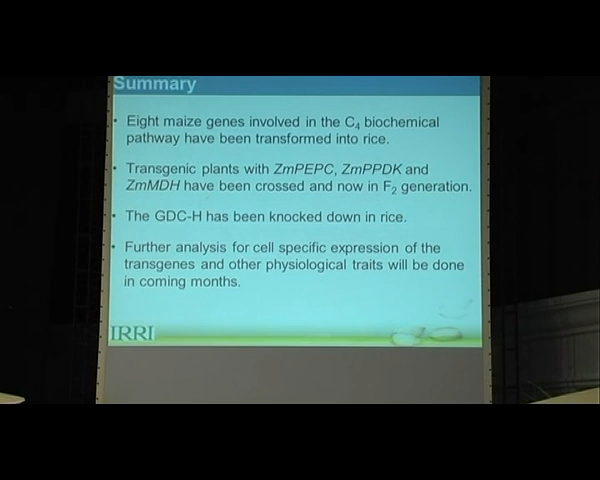 Summary
• Eight maize genes involved in the C4 biochemical
pathway have been transformed into rice.
• Transgenic plants with ZmPEPC, ZmPPDK and
ZmMDH have been crossed and now in F2 generation.
• The GDC-H has been knocked down in rice.
• Further analysis for cell specific expression of the
transgenes and other physiological traits will be done
in coming months.
IRRI